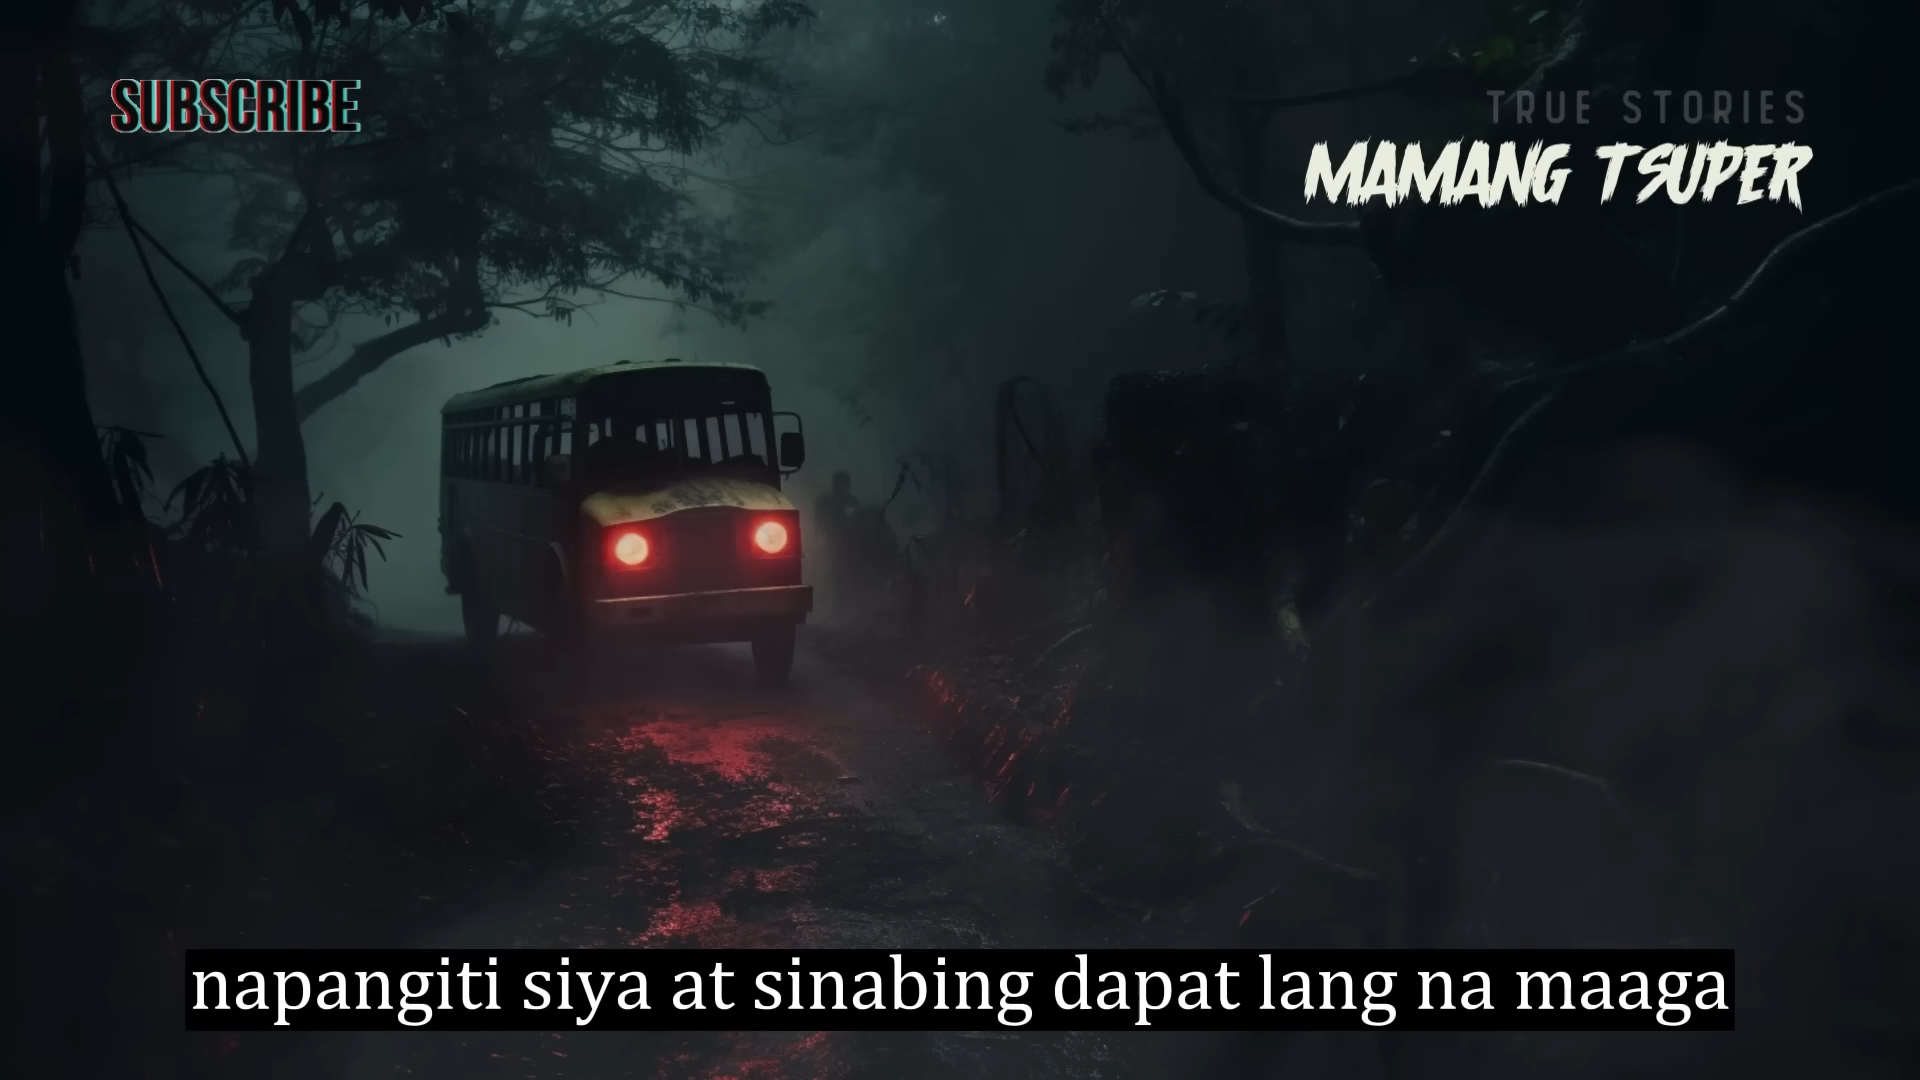 SUBSCRIBE
TRUE STORIES
MAMANG TSUPER
napangiti siya at sinabing dapat lang na maaga